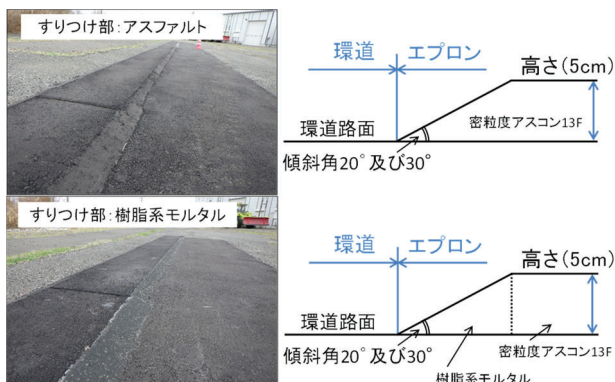 すりつけ部:アスファルト
環道 エプロン
高さ(5cm)
環道路面
密粒度アスコン13F
傾斜角20°及び30°
すりつけ部:樹脂系モルタル
環道 エプロン
高さ(5cm)
環道路面
傾斜角20°及び30°
密粒度アスコン13F
樹脂系モルタル